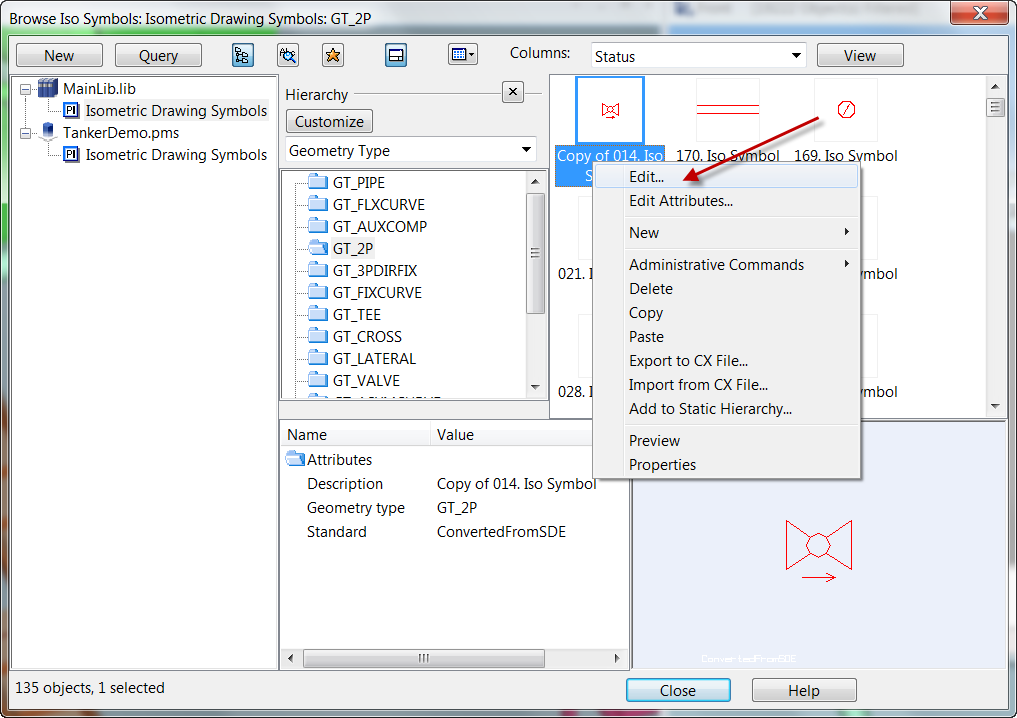 Browse Iso Symbols: Isometric Drawing Symbols: GT_2P
New
Query
Columns:
Status
View
MainLib.lib
PI Isometric Drawing Symbols
TankerDemo.pms
PI Isometric Drawing Symbols
Hierarchy
Customize
Geometry Type
GT_PIPE
GT_FLXCURVE
GT_AUXCOMP
GT_2P
GT_3PDIRFIX
GT_FIXCURVE
GT_TEE
GT_CROSS
GT_LATERAL
GT_VALVE
Copy of 014. Iso
S
170. Iso Symbol
169. Iso Symbol
021. I
mbol
028. I
mbol
Edit...
Edit Attributes...
New
Administrative Commands
Delete
Copy
Paste
Export to CX File...
Import from CX File...
Add to Static Hierarchy...
Preview
Properties
Name Value
Attributes
Description Copy of 014. Iso Symbol
Geometry type GT_2P
Standard ConvertedFromSDE
ConvertedFromSDE
135 objects, 1 selected
Close
Help